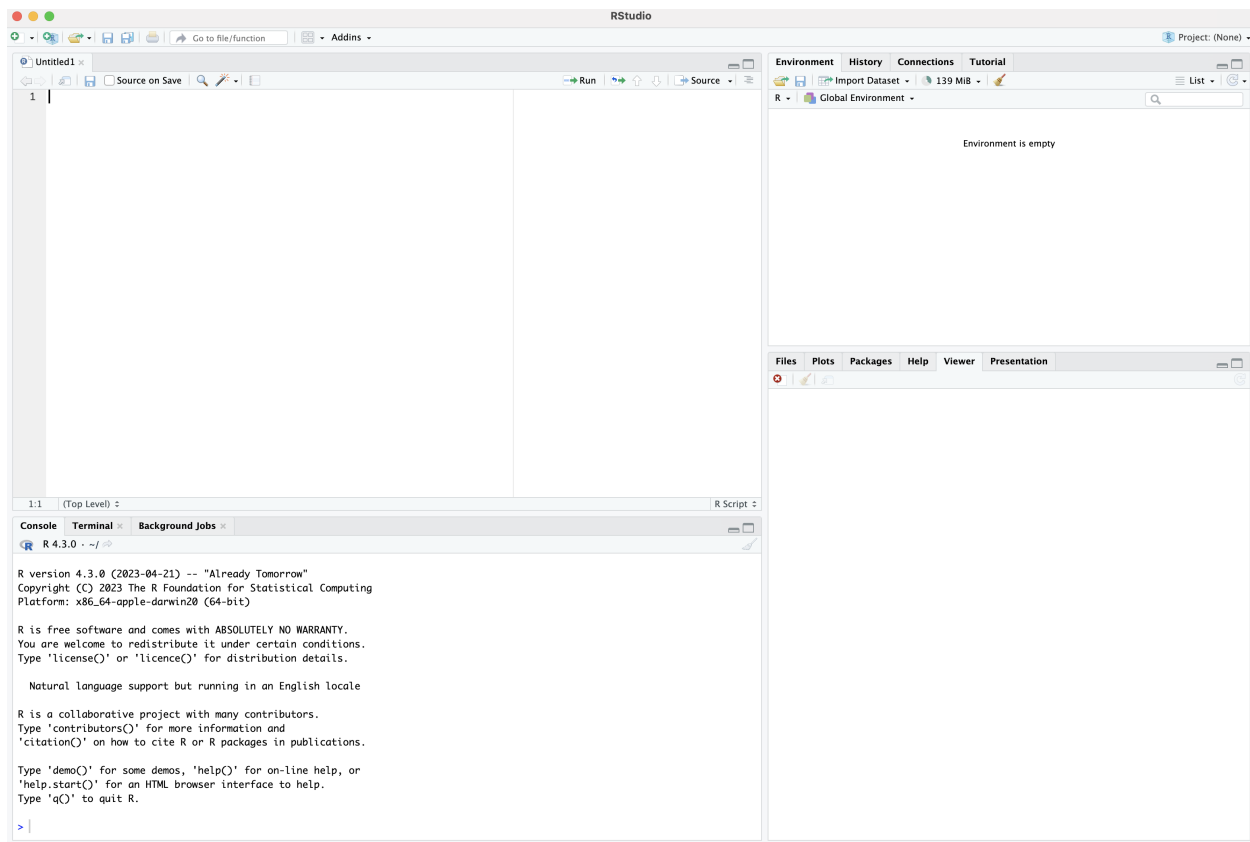 RStudio
Go to file/function
Addins
Project: (None)
Untitled1
Source on Save
Run
Source
1
1:1 (Top Level)
R Script
Console Terminal Background Jobs
R 4.3.0 · ~/
R version 4.3.0 (2023-04-21) -- "Already Tomorrow"
Copyright (C) 2023 The R Foundation for Statistical Computing
Platform: x86_64-apple-darwin20 (64-bit)
R is free software and comes with ABSOLUTELY NO WARRANTY.
You are welcome to redistribute it under certain conditions.
Type 'license()' or 'licence()' for distribution details.
Natural language support but running in an English locale
R is a collaborative project with many contributors.
Type 'contributors()' for more information and
'citation()' on how to cite R or R packages in publications.
Type 'demo()' for some demos, 'help()' for on-line help, or
'help.start()' for an HTML browser interface to help.
Type 'q()' to quit R.
>
Environment History Connections Tutorial
Import Dataset 139 MiB
List
R Global Environment
Environment is empty
Files Plots Packages Help Viewer Presentation